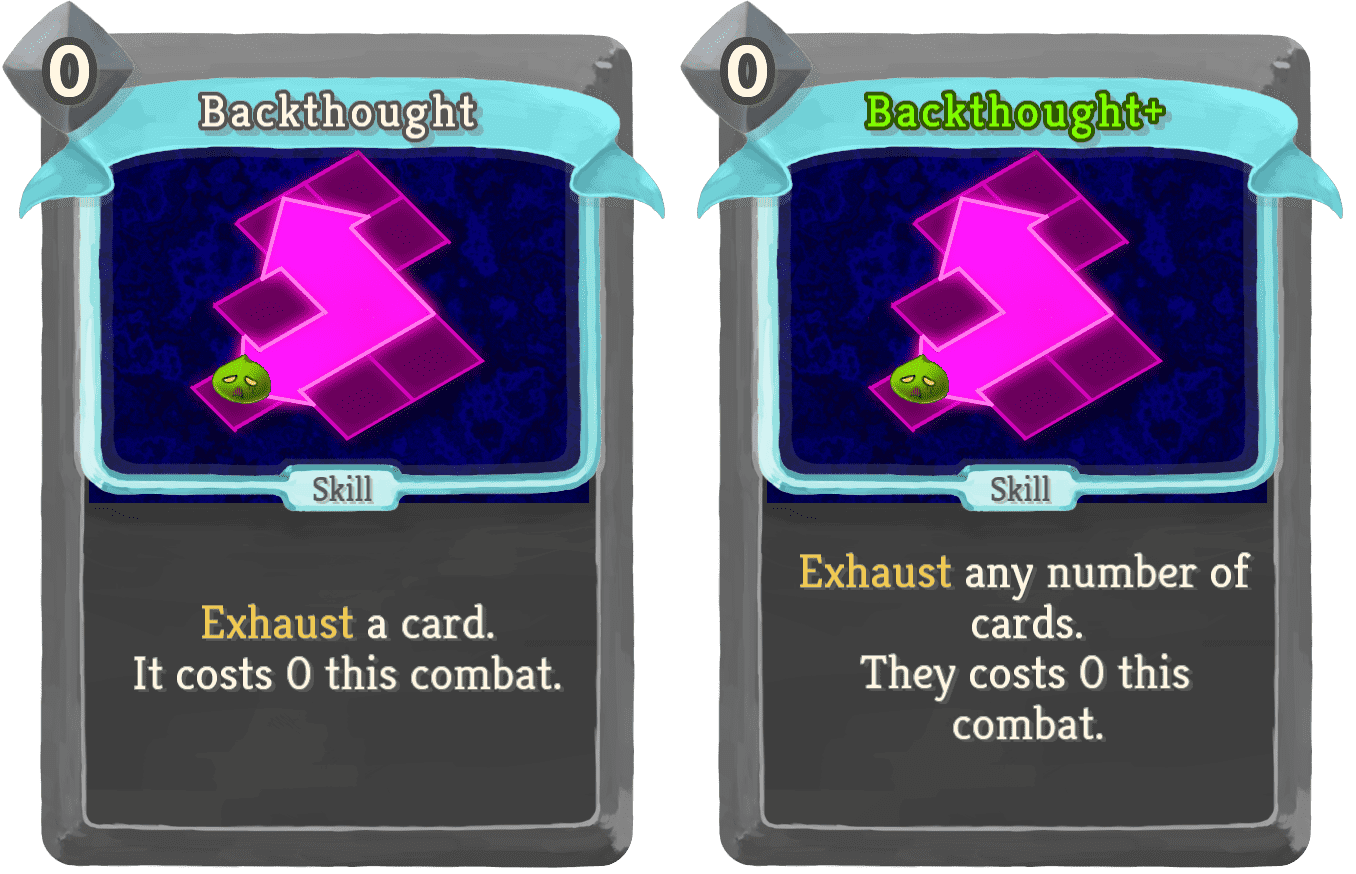 0
Backthought
Skill
Exhaust a card.
It costs 0 this combat.
0
Backthought+
Skill
Exhaust any number of
cards.
They costs 0 this
combat.